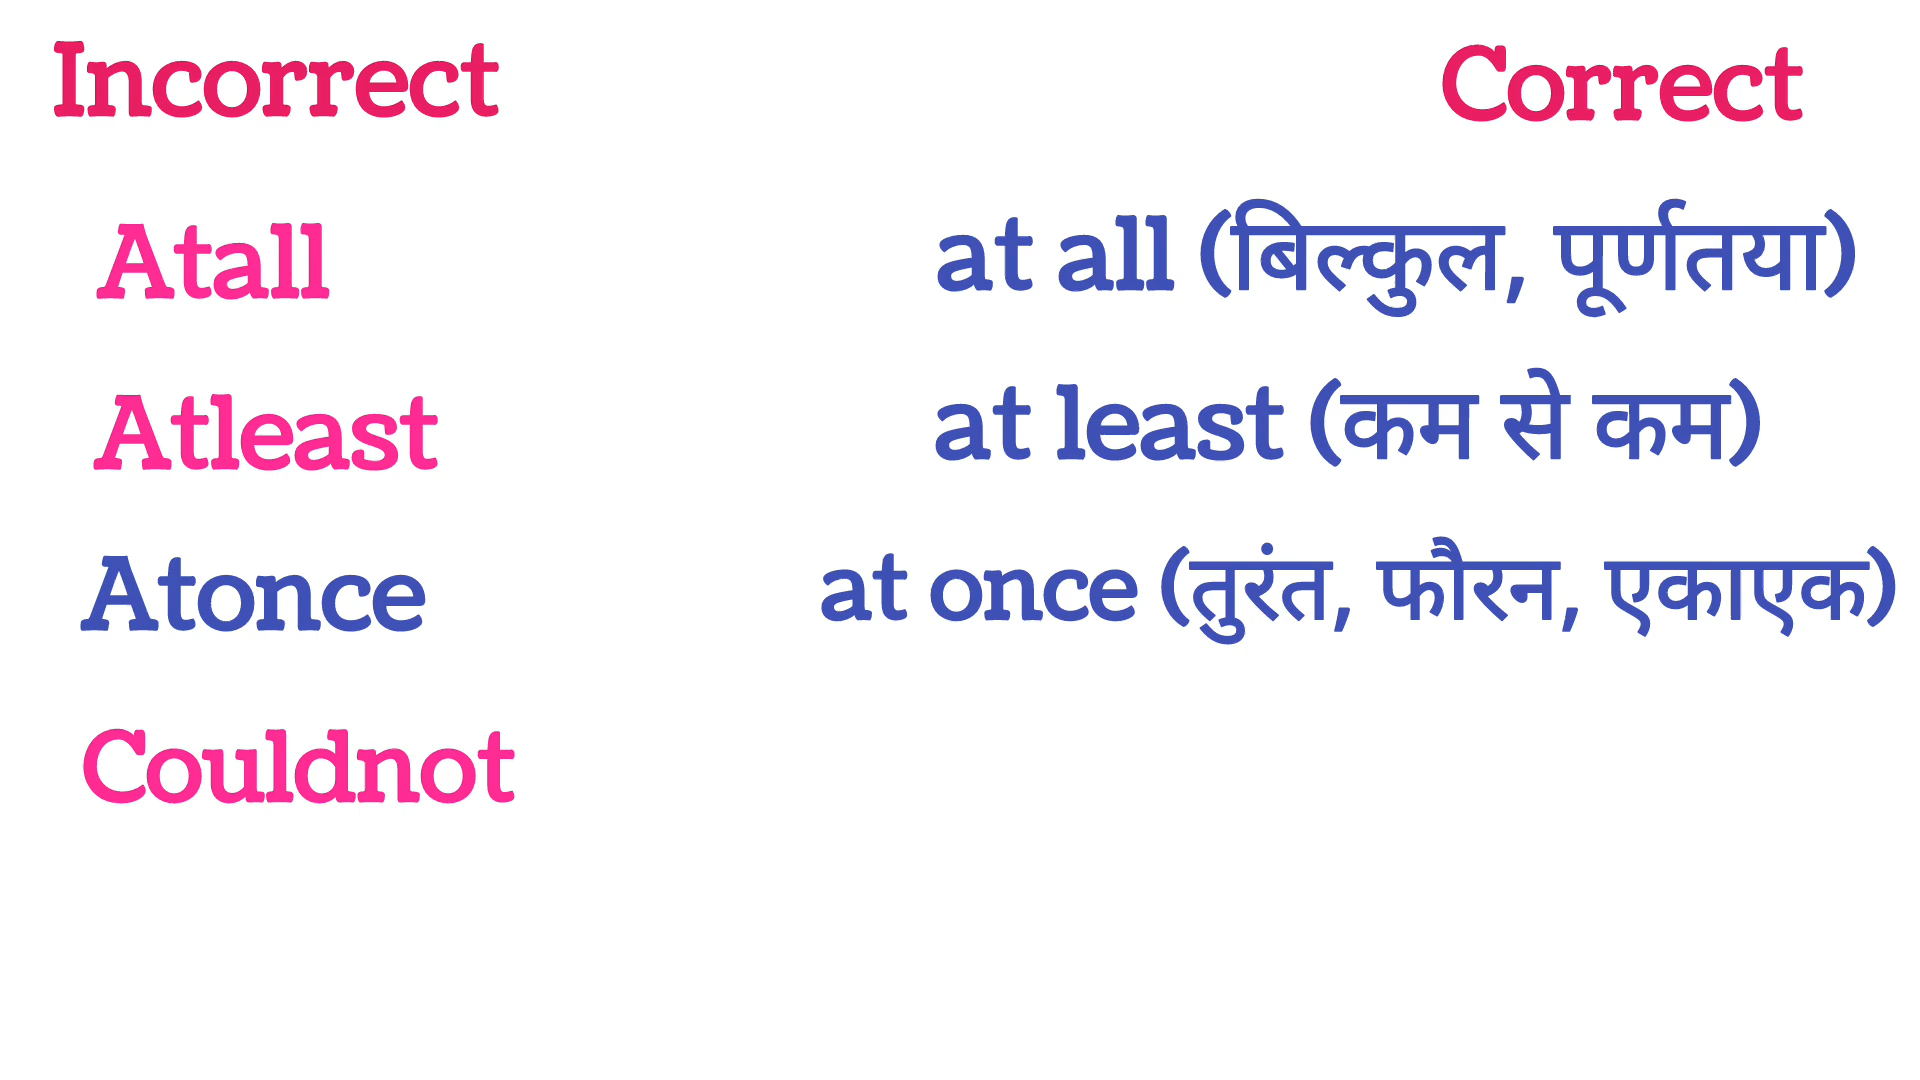 Incorrect Correct
Atall at all (बिल्कुल, पूर्णतया)
Atleast at least (कम से कम)
Atonce at once (तुरंत, फौरन, एकाएक)
Couldnot